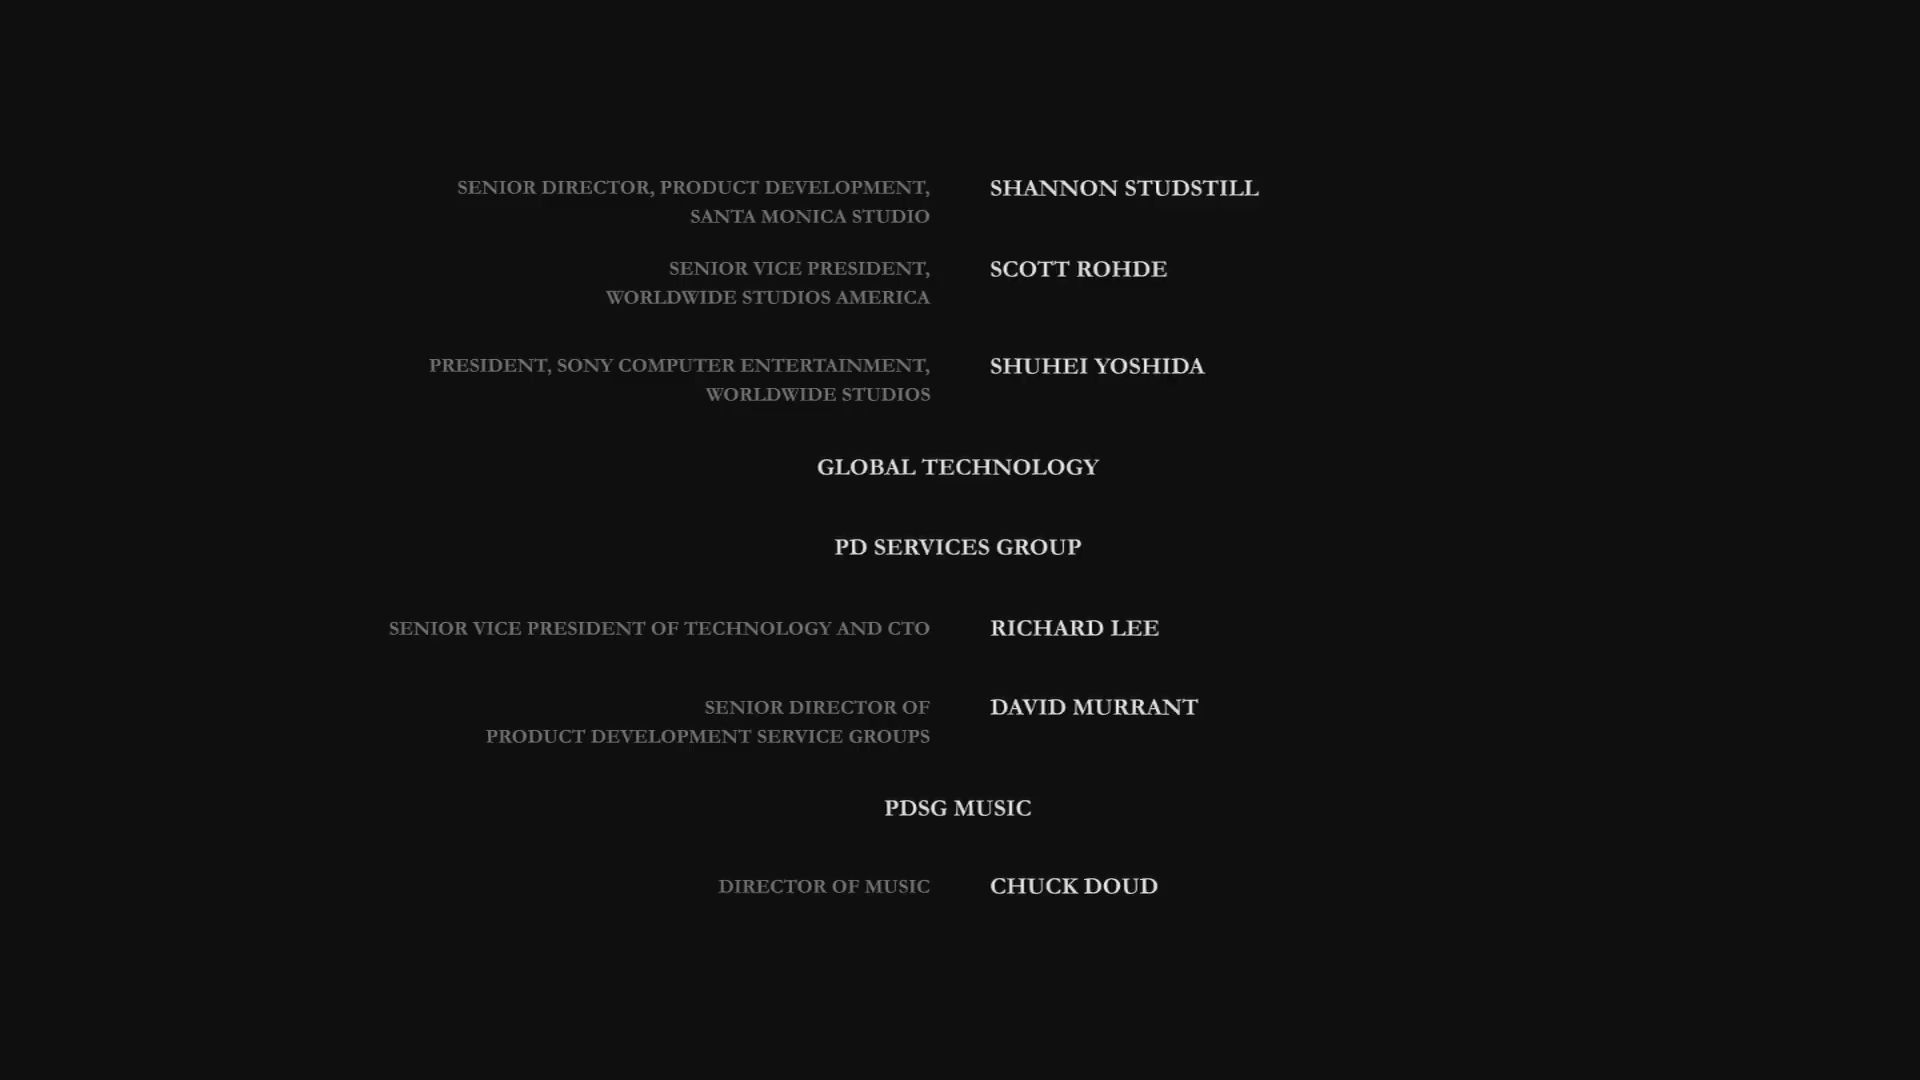 SENIOR DIRECTOR, PRODUCT DEVELOPMENT, SHANNON STUDSTILL
SANTA MONICA STUDIO
SENIOR VICE PRESIDENT, SCOTT ROHDE
WORLDWIDE STUDIOS AMERICA
PRESIDENT, SONY COMPUTER ENTERTAINMENT, SHUHEI YOSHIDA
WORLDWIDE STUDIOS
GLOBAL TECHNOLOGY
PD SERVICES GROUP
SENIOR VICE PRESIDENT OF TECHNOLOGY AND CTO RICHARD LEE
SENIOR DIRECTOR OF DAVID MURRANT
PRODUCT DEVELOPMENT SERVICE GROUPS
PDSG MUSIC
DIRECTOR OF MUSIC CHUCK DOUD